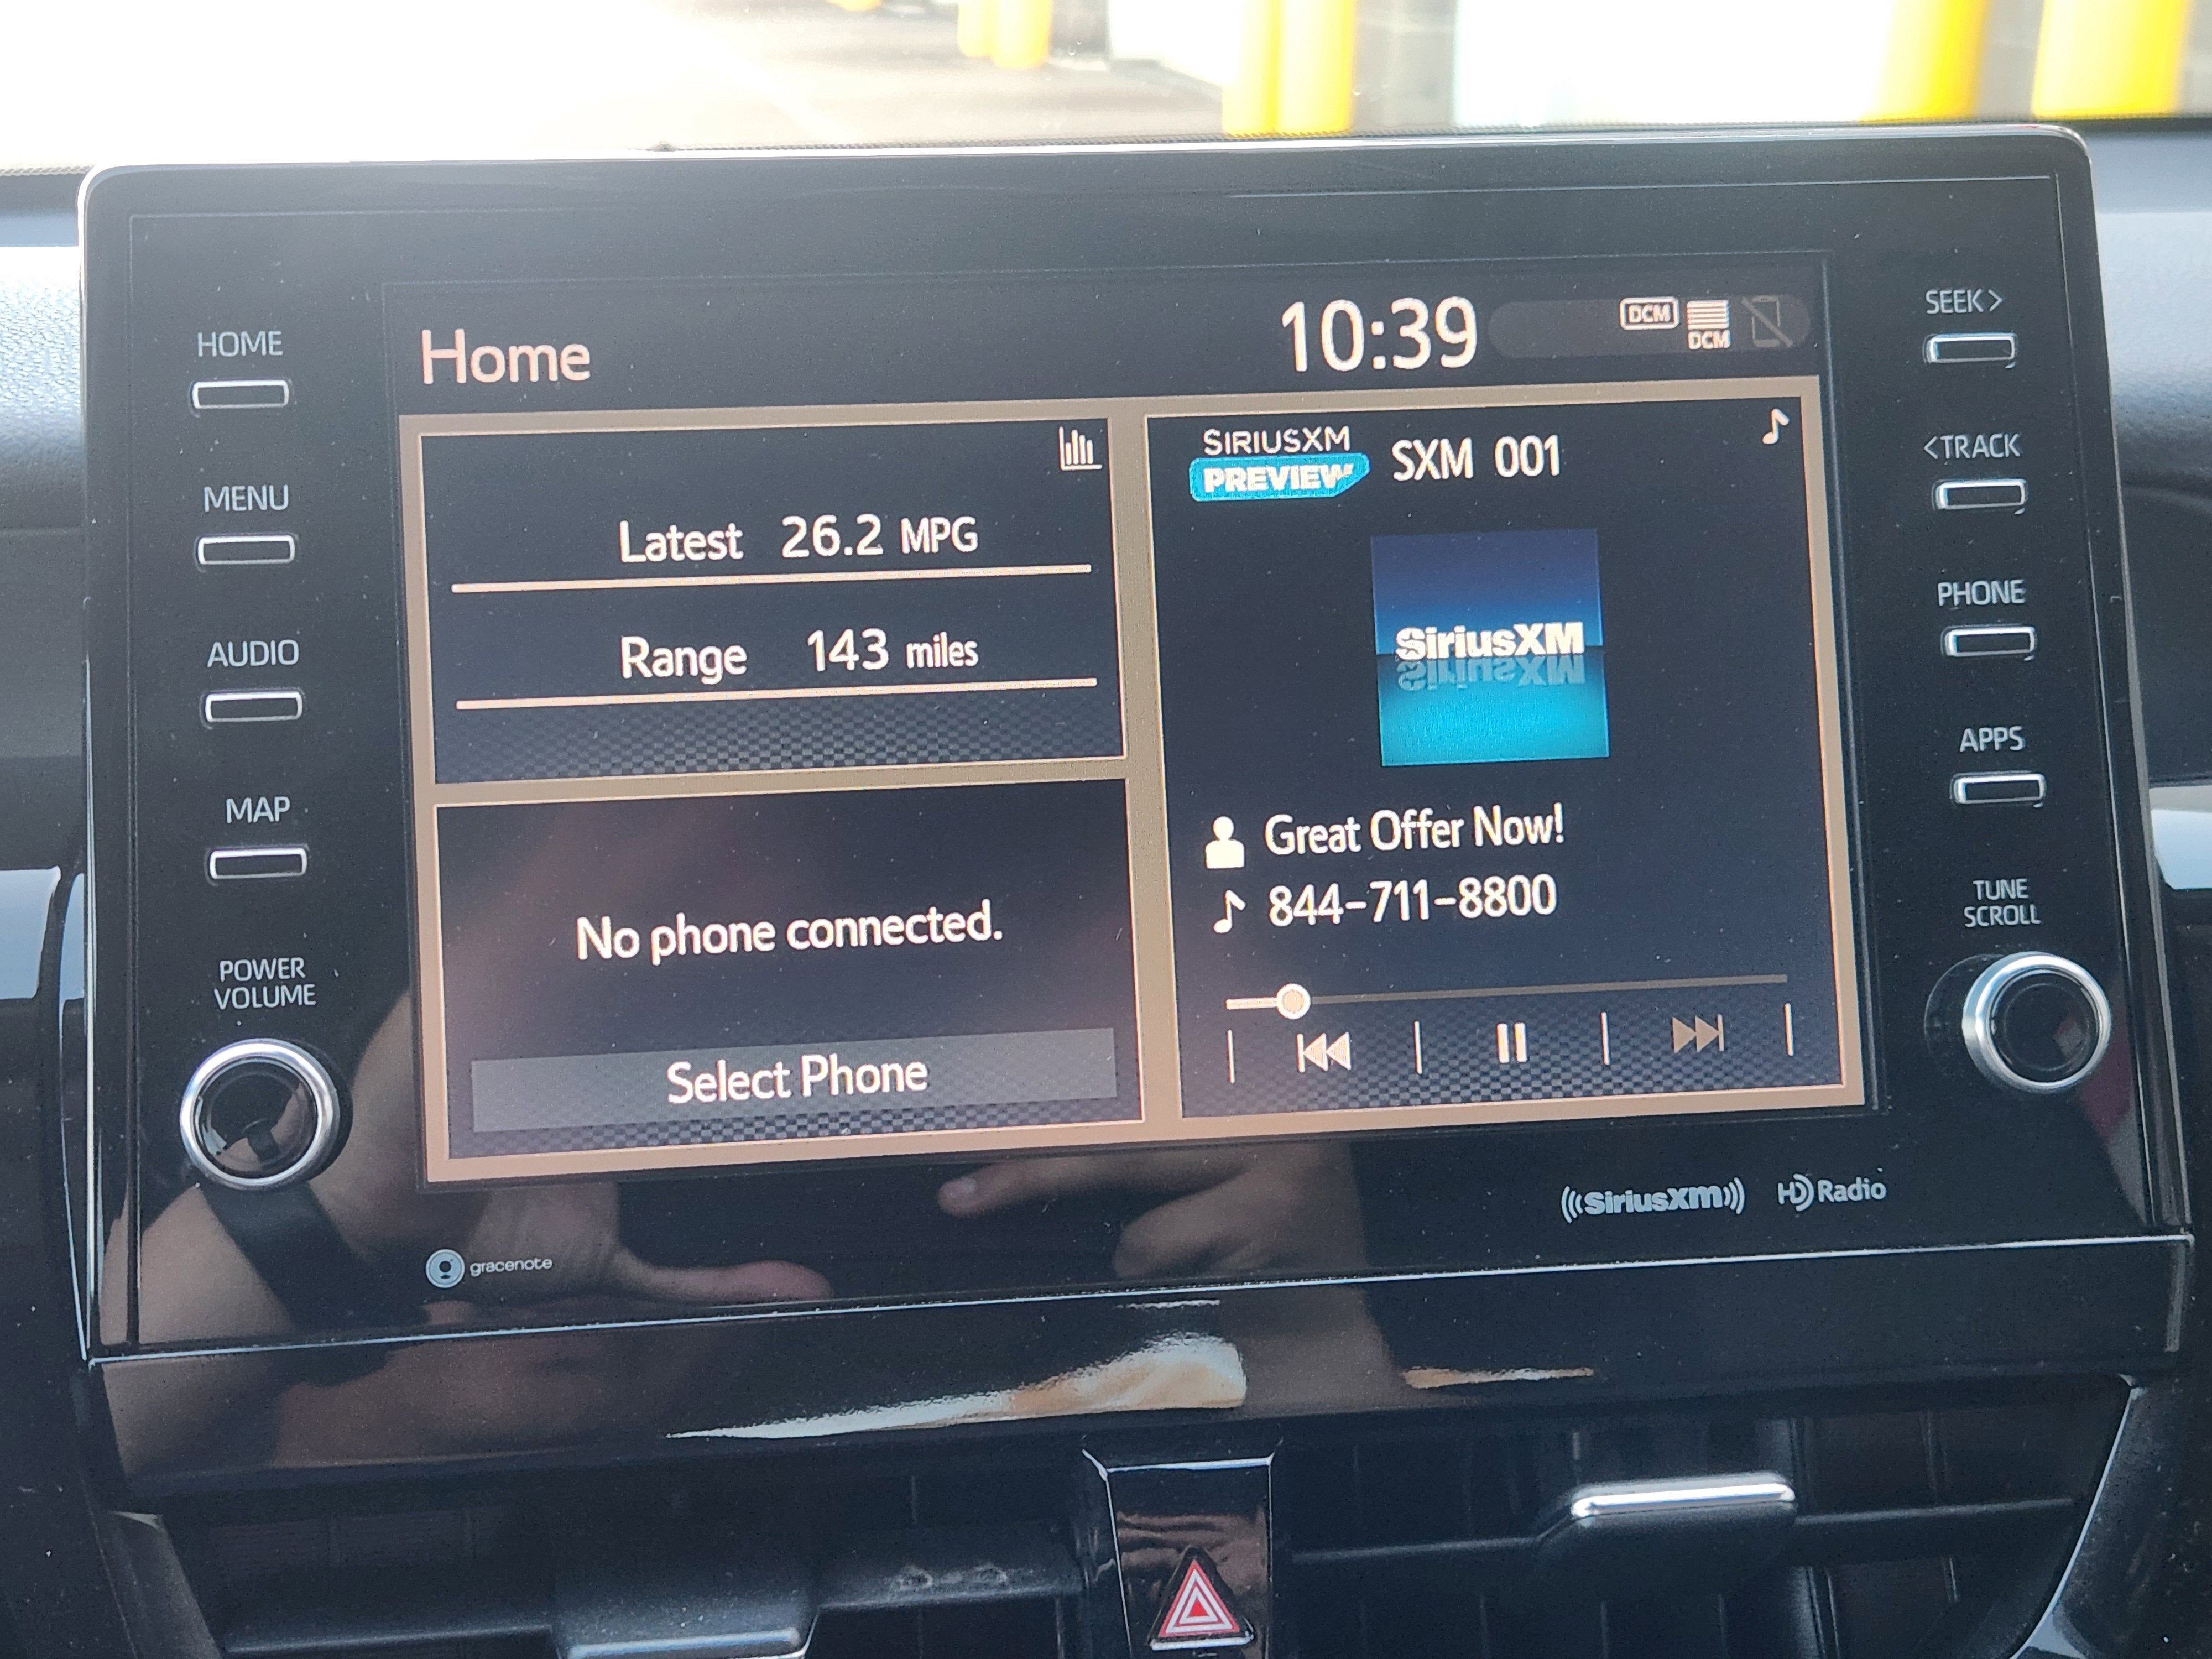 HOME
MENU
AUDIO
MAP
POWER
VOLUME
Home
10:39
DCM
DCM
Latest 26.2 MPG
Range 143 miles
No phone connected.
Select Phone
SIRIUSXM
PREVIEW
SXM 001
SiriusXM
Great Offer Now!
844-711-8800
SEEK>
<TRACK
PHONE
APPS
TUNE
SCROLL
gracenote
SiriusXM
HD Radio